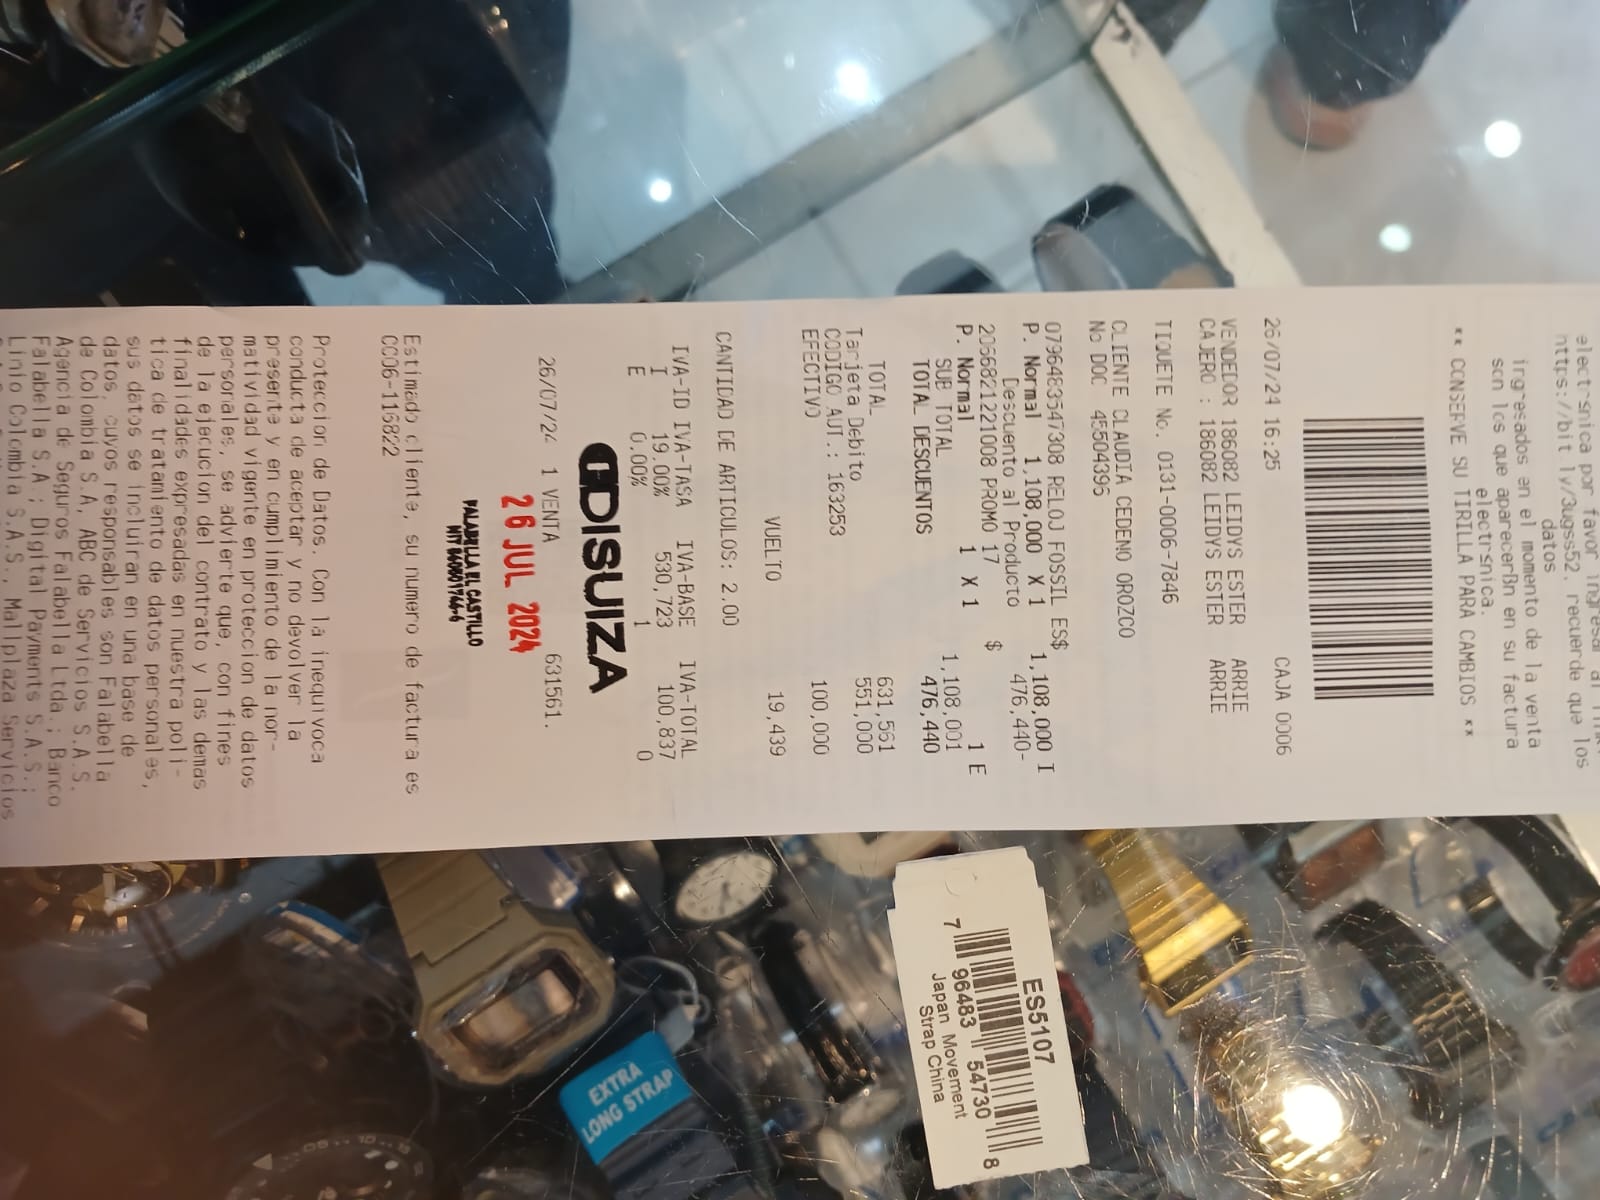 electrsnica por favor ingresar al
https://bit.ly/3ugss52. recuerde que los
datos
ingresados en el momento de la venta
son los que aparecerßn en su factura
electrsnica.
** CONSERVE SU TIRILLA PARA CAMBIOS **
26/07/24 16:25 CAJA 0006
VENDEDOR 186082 LEIDYS ESTER ARRIE
CAJERO : 186082 LEIDYS ESTER ARRIE
TIQUETE No. 0131-0006-7846
CLIENTE CLAUDIA CEDENO OROZCO
No DOC 45504396
0796483547308 RELOJ FOSSIL ES$
P. Normal 1,108,000 X 1 1,108,000 I
Descuento al Producto 476,440-
2056821221008 PROMO 17 $
P. Normal 1 X 1 1 E
SUB TOTAL 1,108,001
TOTAL DESCUENTOS 476,440
TOTAL 631,561
Tarjeta Debito 551,000
CODIGO AUT.: 163253
EFECTIVO 100,000
VUELTO 19,439
CANTIDAD DE ARTICULOS: 2.00
IVA-ID IVA-TASA IVA-BASE IVA-TOTAL
I 19.00% 530,723 100,837
E 0.00% 1 0
DISUIZA
26/07/24 1 VENTA 631561.
26 JUL 2024
FALABELLA EL CASTILLO
Estimado cliente, su numero de factura es
CC06-116822
Proteccion de Datos. Con la inequivoca
conducta de aceptar y no devolver la
presente y en cumplimiento de la nor-
matividad vigente en proteccion de datos
personales, se advierte que, con fines
de la ejecucion del contrato y las demas
finalidades expresadas en nuestra poli-
tica de tratamiento de datos personales,
sus datos se incluiran en una base de
datos, cuyos responsables son Falabella
de Colombia S.A, ABC de Servicios S.A.S.
Agencia de Seguros Falabella Ltda.; Banco
Falabella S.A ; Digital Payments S.A.S.;
Linio Colombia S.A.S., Mallplaza Servicios
ES5107
7 96483 54730 8
Japan Movement
Strap China
EXTRA
LONG STRAP